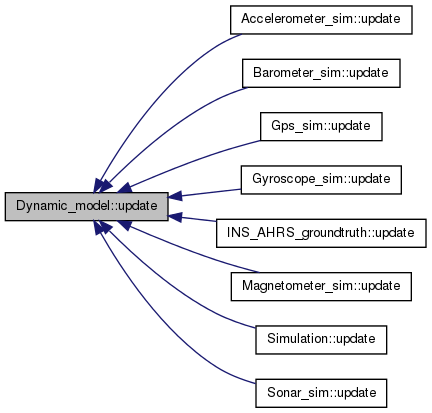 Accelerometer_sim::update
Barometer_sim::update
Gps_sim::update
Gyroscope_sim::update
Dynamic_model::update
INS_AHRS_groundtruth::update
Magnetometer_sim::update
Simulation::update
Sonar_sim::update